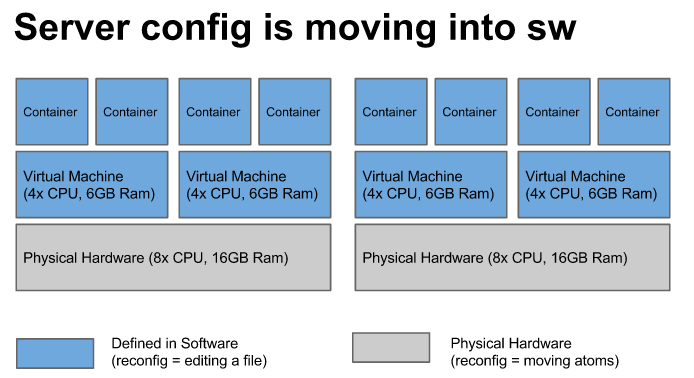 Server config is moving into sw
Container Container Container Container Container Container Container Container
Virtual Machine
(4x CPU, 6GB Ram)
Virtual Machine
(4x CPU, 6GB Ram)
Virtual Machine
(4x CPU, 6GB Ram)
Virtual Machine
(4x CPU, 6GB Ram)
Physical Hardware (8x CPU, 16GB Ram)
Physical Hardware (8x CPU, 16GB Ram)
Defined in Software
(reconfig = editing a file)
Physical Hardware
(reconfig = moving atoms)